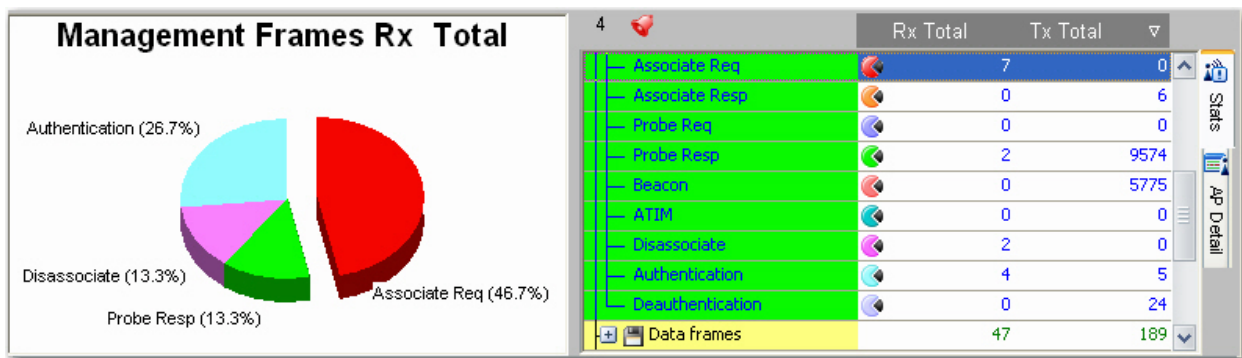 Management Frames Rx Total
Authentication (26.7%)
Disassociate (13.3%)
Probe Resp (13.3%)
Associate Req (46.7%)
4 Rx Total Tx Total
Associate Req 7 0
Associate Resp 0 6
Probe Req 0 0
Probe Resp 2 9574
Beacon 0 5775
ATIM 0 0
Disassociate 2 0
Authentication 4 5
Deauthentication 0 24
Data frames 47 189
Stats
AP Detail